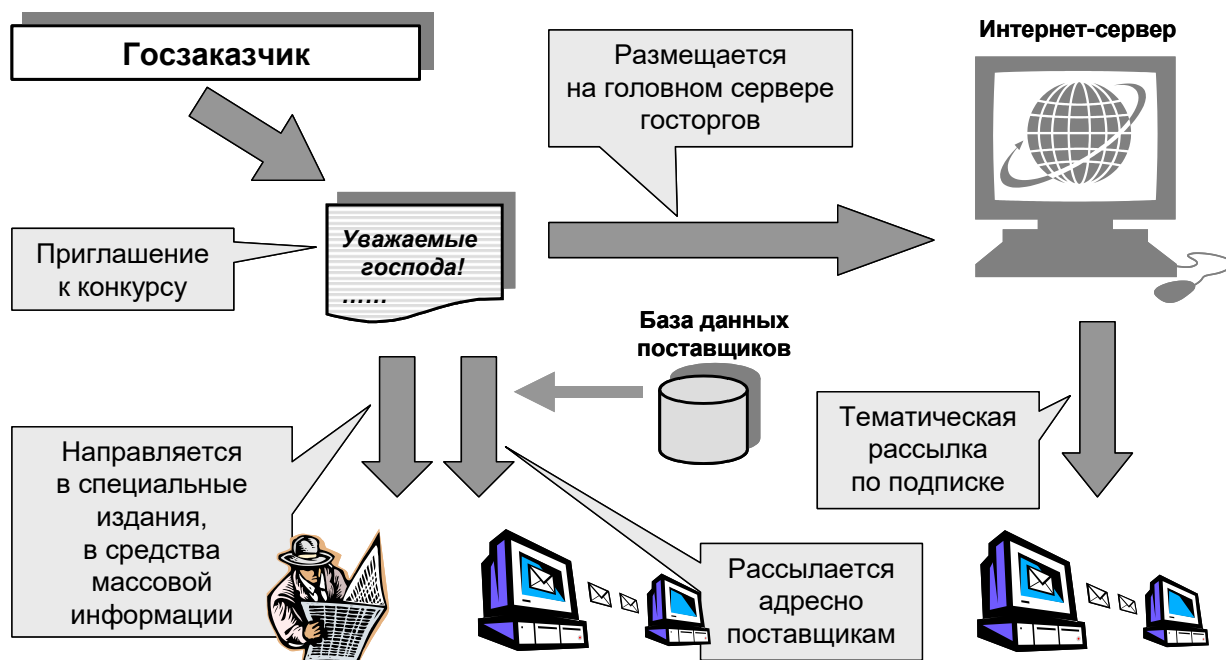 Госзаказчик
Размещается
на головном сервере
госторгов
Интернет-сервер
Приглашение
к конкурсу
Уважаемые
господа!
......
База данных
поставщиков
Направляется
в специальные
издания,
в средства
массовой
информации
Рассылается
адресно
поставщикам
Тематическая
рассылка
по подписке